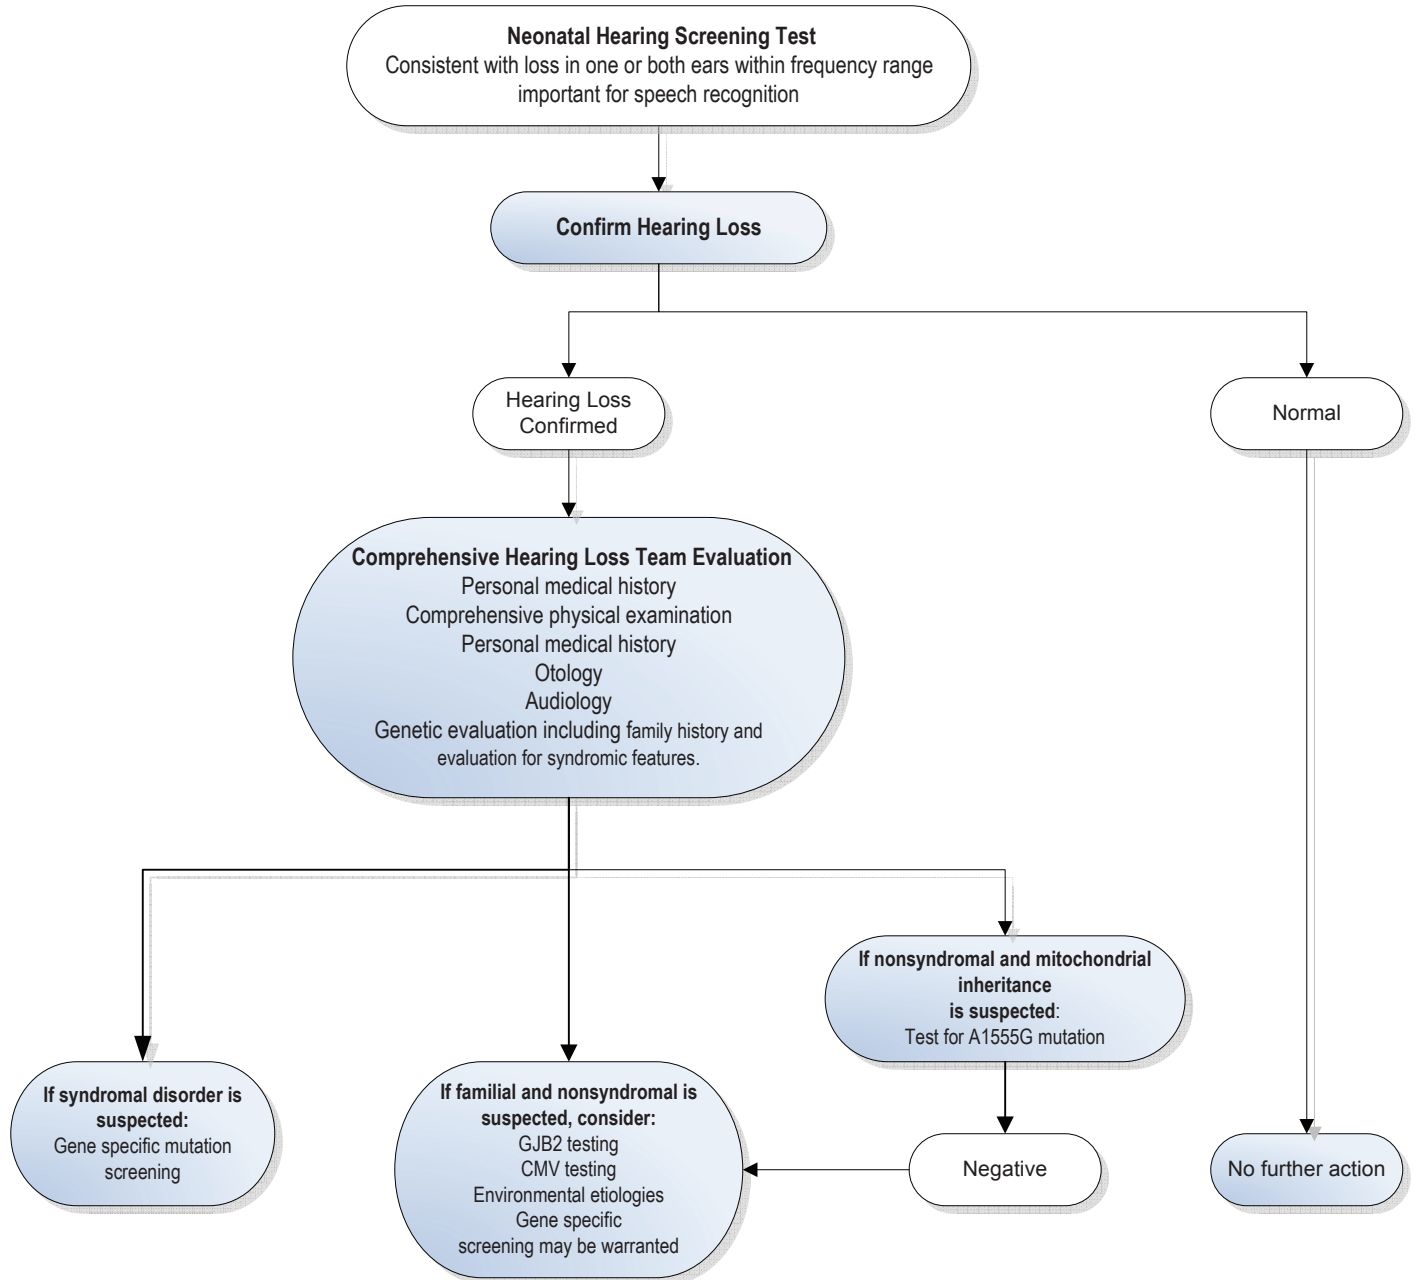 Neonatal Hearing Screening Test
Consistent with loss in one or both ears within frequency range
important for speech recognition
Confirm Hearing Loss
Hearing Loss
Confirmed
Normal
Comprehensive Hearing Loss Team Evaluation
Personal medical history
Comprehensive physical examination
Personal medical history
Otology
Audiology
Genetic evaluation including family history and
evaluation for syndromic features.
If nonsyndromal and mitochondrial
inheritance
is suspected:
Test for A1555G mutation
If syndromal disorder is
suspected:
Gene specific mutation
screening
If familial and nonsyndromal is
suspected, consider:
GJB2 testing
CMV testing
Environmental etiologies
Gene specific
screening may be warranted
Negative
No further action